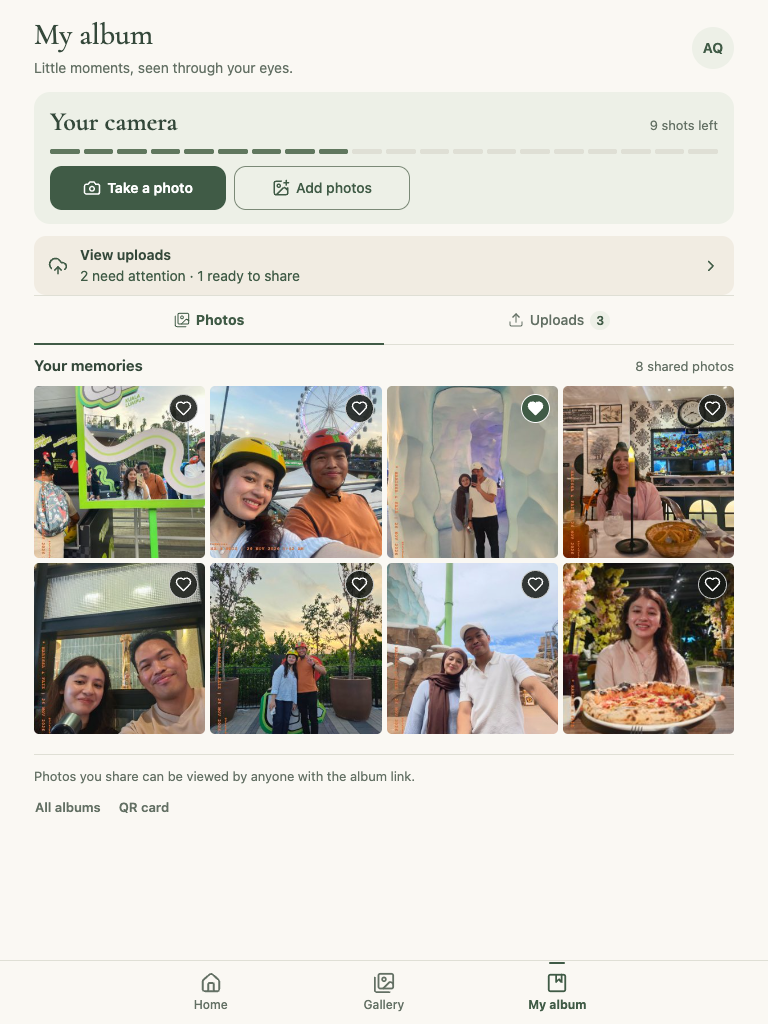 My album
AQ
Little moments, seen through your eyes.
Your camera
9 shots left
Take a photo
Add photos
View uploads
2 need attention · 1 ready to share
Photos
Uploads 3
Your memories
8 shared photos
Photos you share can be viewed by anyone with the album link.
All albums
QR card
Home
Gallery
My album